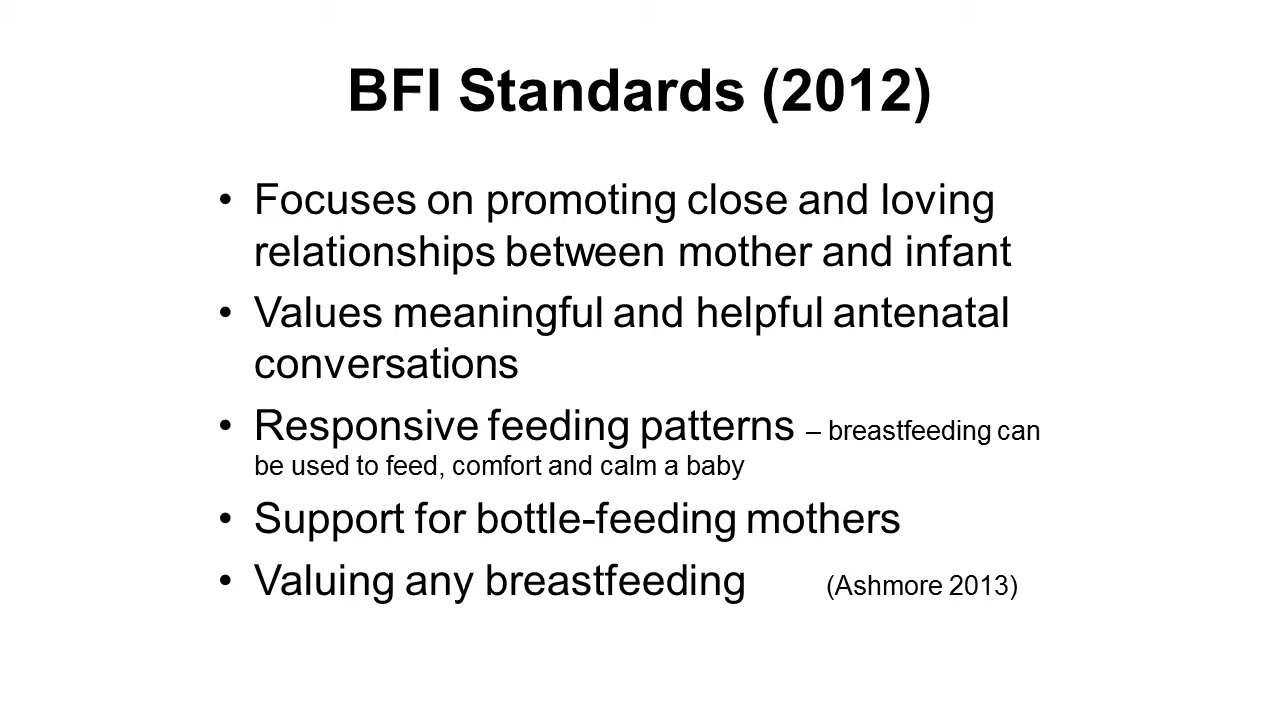 BFI Standards (2012)
• Focuses on promoting close and loving
relationships between mother and infant
• Values meaningful and helpful antenatal
conversations
• Responsive feeding patterns – breastfeeding can
be used to feed, comfort and calm a baby
• Support for bottle-feeding mothers
• Valuing any breastfeeding (Ashmore 2013)